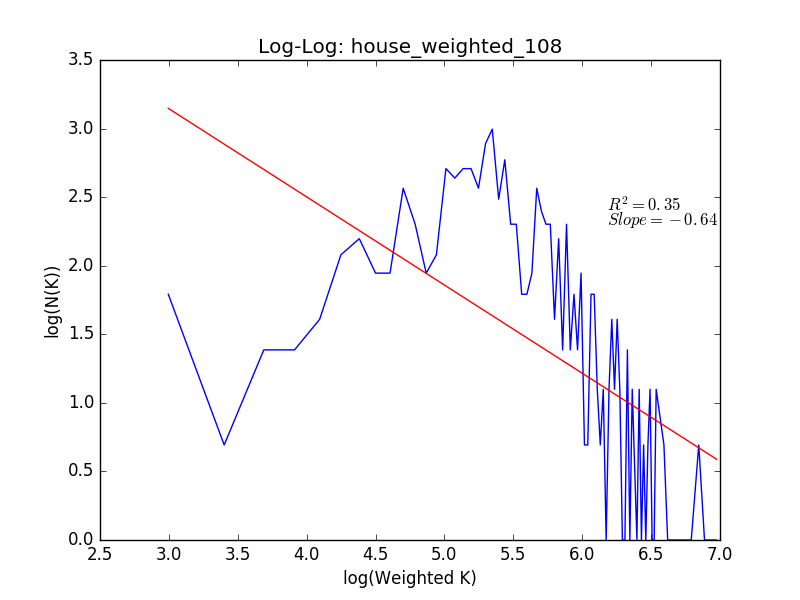 Log-Log: house_weighted_108
3.5
3.0
2.5
2.0
1.5
1.0
0.5
0.0
log(N(K))
R² = 0.35
Slope = −0.64
2.5 3.0 3.5 4.0 4.5 5.0 5.5 6.0 6.5 7.0
log(Weighted K)